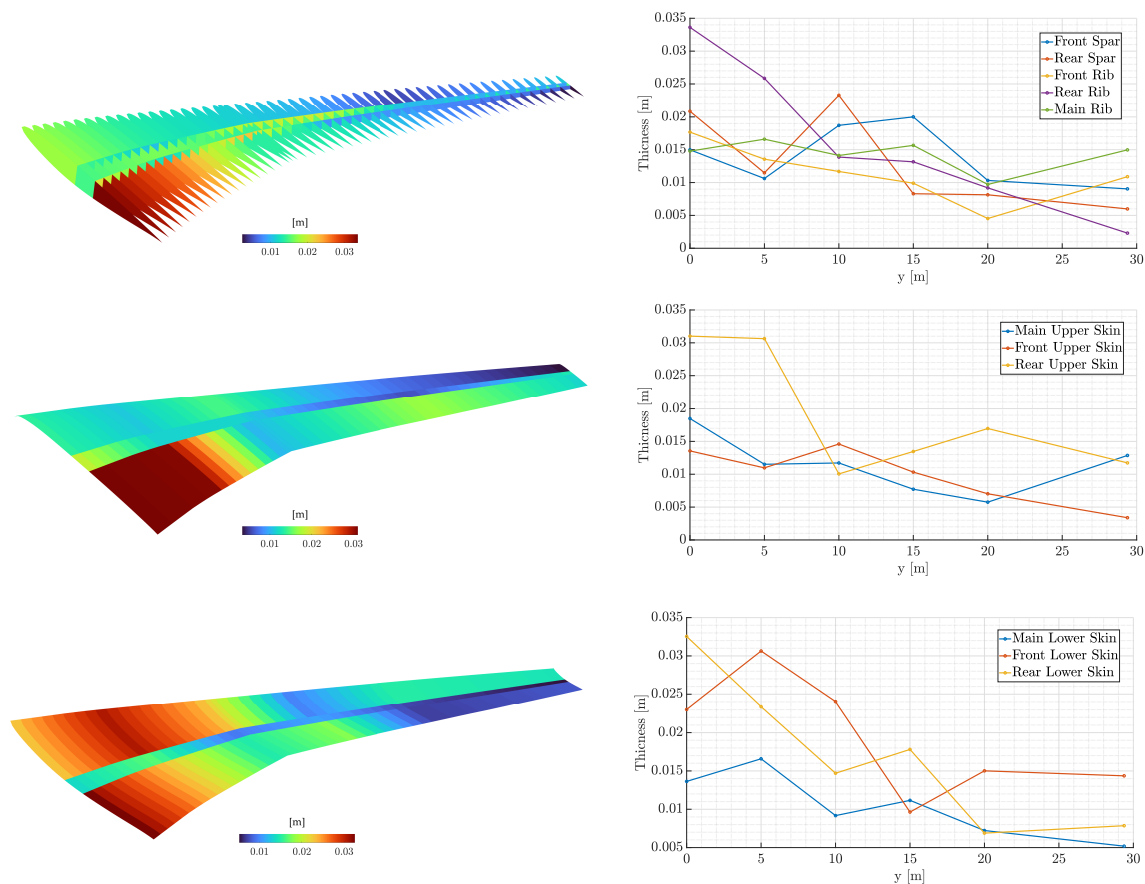 [m]
0.01 0.02 0.03
0.035
0.03
0.025
0.02
0.015
0.01
0.005
0
Thicness [m]
Front Spar
Rear Spar
Front Rib
Rear Rib
Main Rib
0 5 10 15 20 25 30
y [m]
[m]
0.01 0.02 0.03
0.035
0.03
0.025
0.02
0.015
0.01
0.005
0
Thicness [m]
Main Upper Skin
Front Upper Skin
Rear Upper Skin
0 5 10 15 20 25 30
y [m]
[m]
0.01 0.02 0.03
0.035
0.03
0.025
0.02
0.015
0.01
0.005
Thicness [m]
Main Lower Skin
Front Lower Skin
Rear Lower Skin
0 5 10 15 20 25 30
y [m]